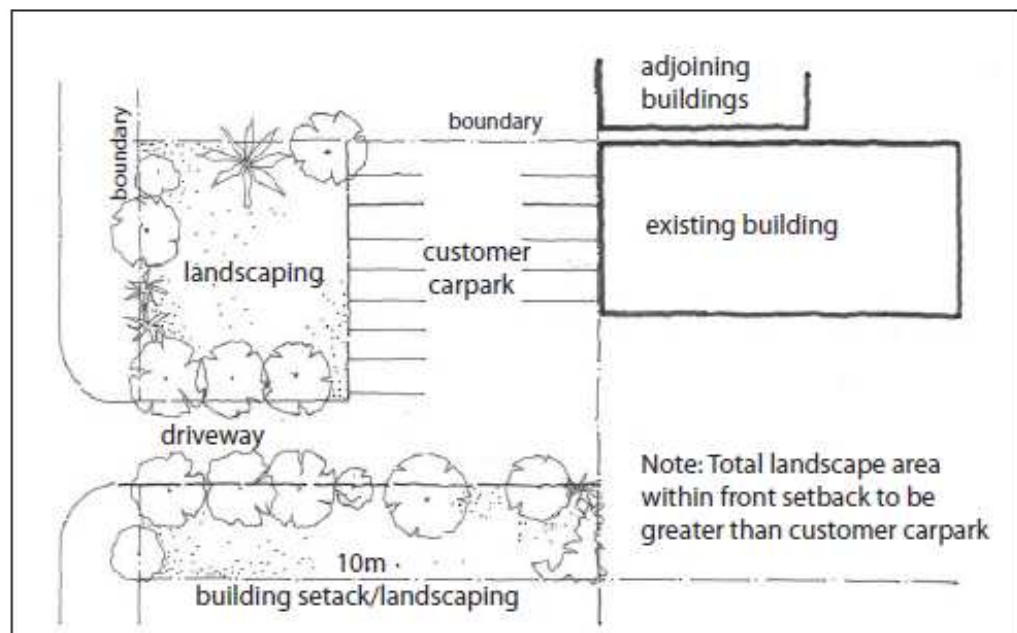 adjoining
buildings
boundary
boundary
existing building
customer
carpark
landscaping
driveway
Note: Total landscape area
within front setback to be
greater than customer carpark
10m
building setack/landscaping